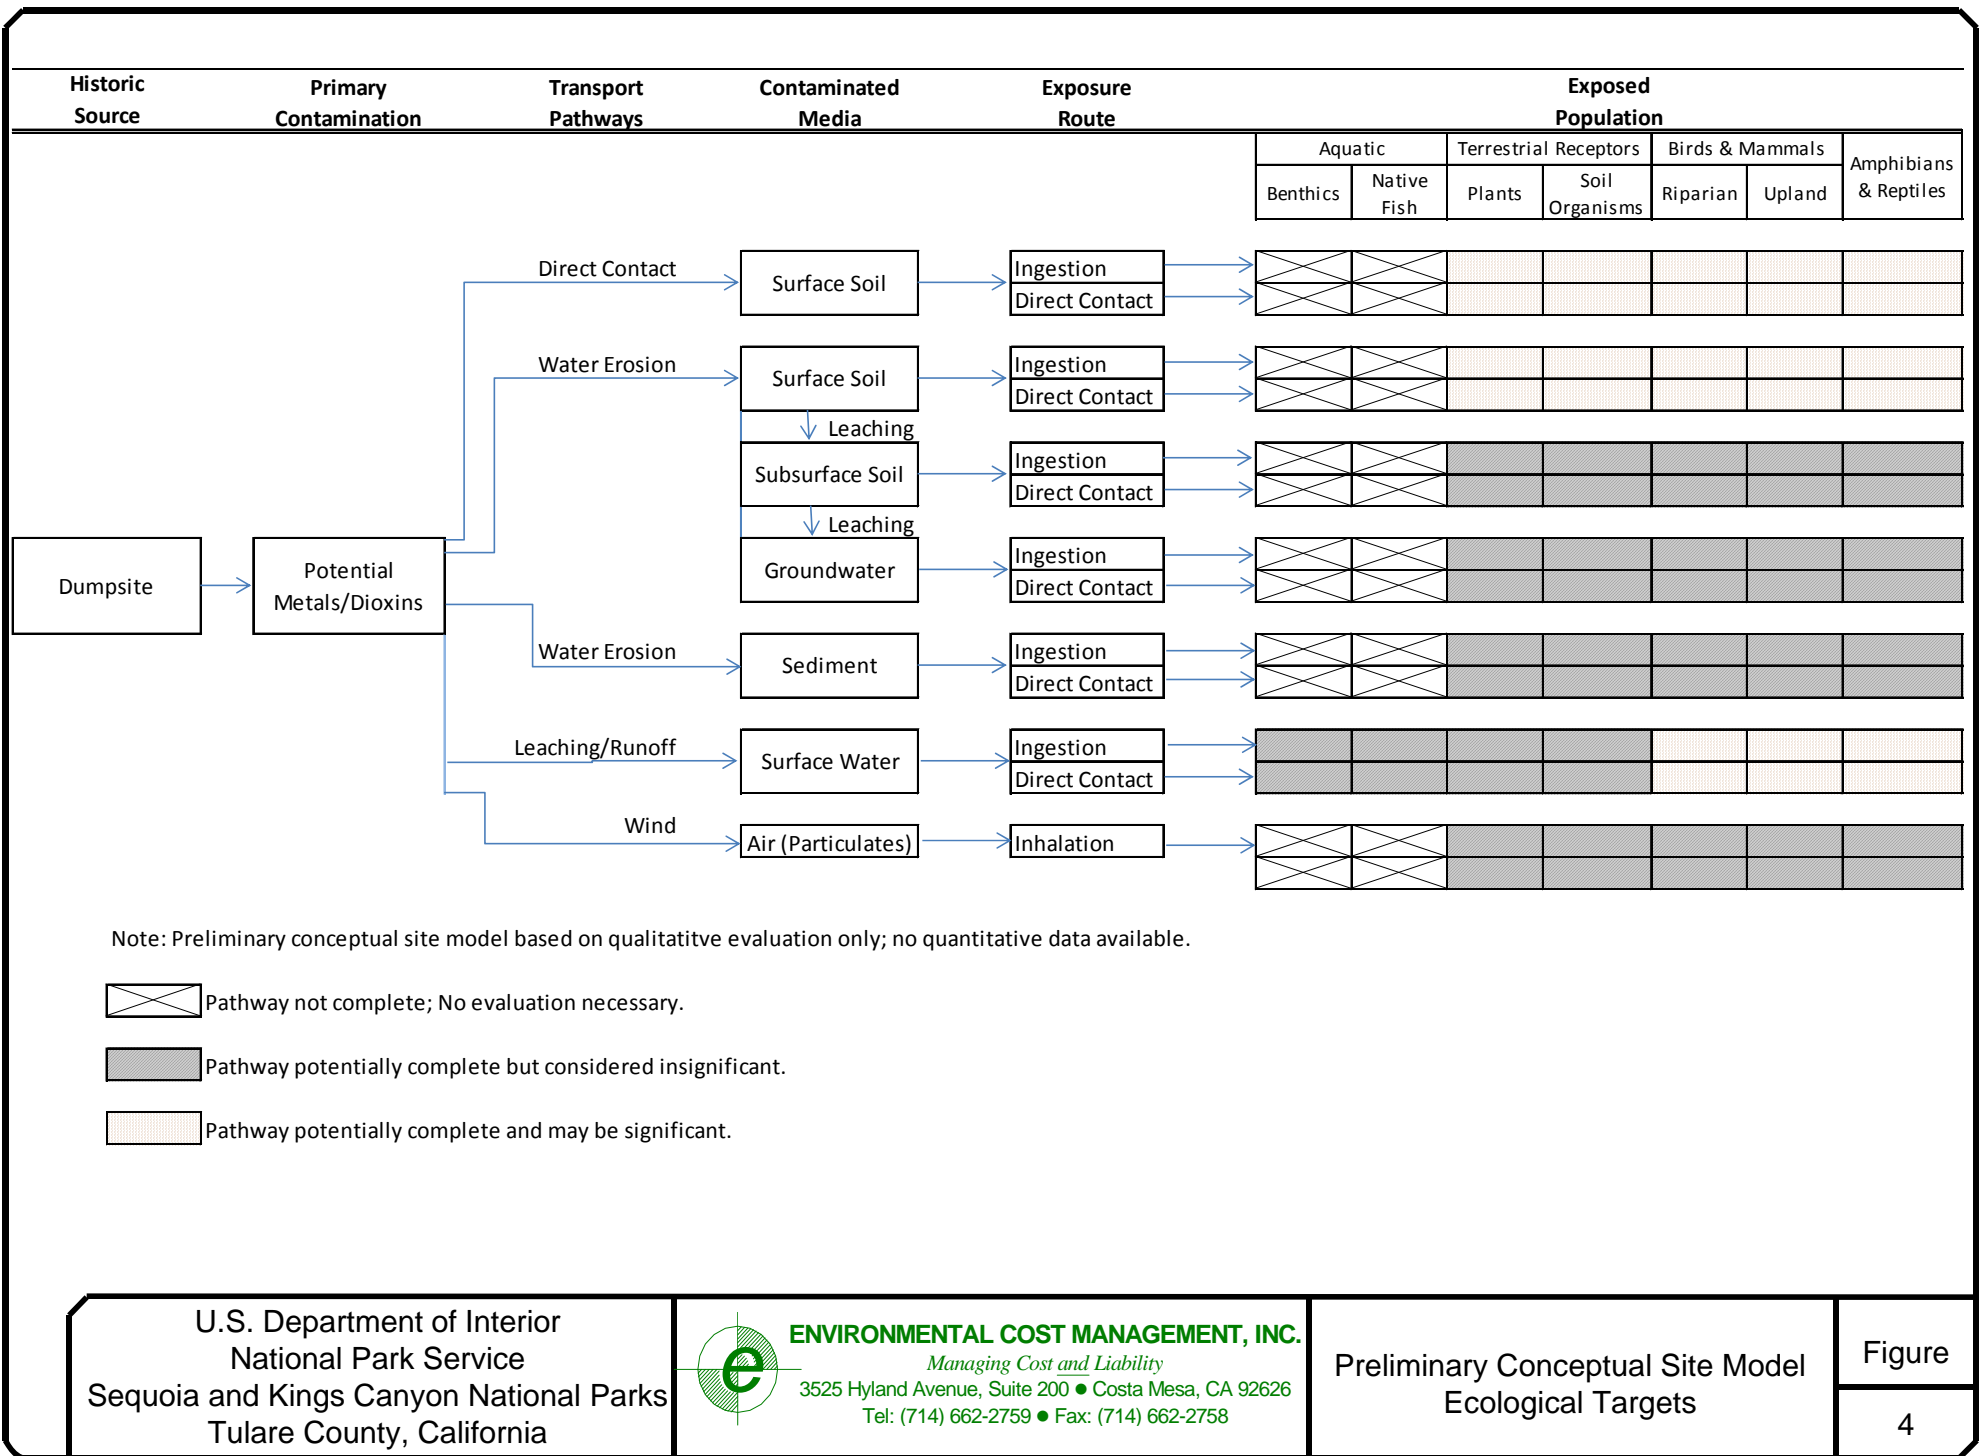 Historic Source
Primary Contamination
Transport Pathways
Contaminated Media
Exposure Route
Exposed Population
Aquatic
Terrestrial Receptors
Birds & Mammals
Amphibians & Reptiles
Benthics
Native Fish
Plants
Soil Organisms
Riparian
Upland
Direct Contact
Surface Soil
Ingestion
Direct Contact
Water Erosion
Surface Soil
Ingestion
Direct Contact
Leaching
Subsurface Soil
Ingestion
Direct Contact
Leaching
Dumpsite
Potential Metals/Dioxins
Groundwater
Ingestion
Direct Contact
Water Erosion
Sediment
Ingestion
Direct Contact
Leaching/Runoff
Surface Water
Ingestion
Direct Contact
Wind
Air (Particulates)
Inhalation
Note: Preliminary conceptual site model based on qualitatitve evaluation only; no quantitative data available.
Pathway not complete; No evaluation necessary.
Pathway potentially complete but considered insignificant.
Pathway potentially complete and may be significant.
U.S. Department of Interior
National Park Service
Sequoia and Kings Canyon National Parks
Tulare County, California
e
ENVIRONMENTAL COST MANAGEMENT, INC.
Managing Cost and Liability
3525 Hyland Avenue, Suite 200 ● Costa Mesa, CA 92626
Tel: (714) 662-2759 ● Fax: (714) 662-2758
Preliminary Conceptual Site Model
Ecological Targets
Figure
4